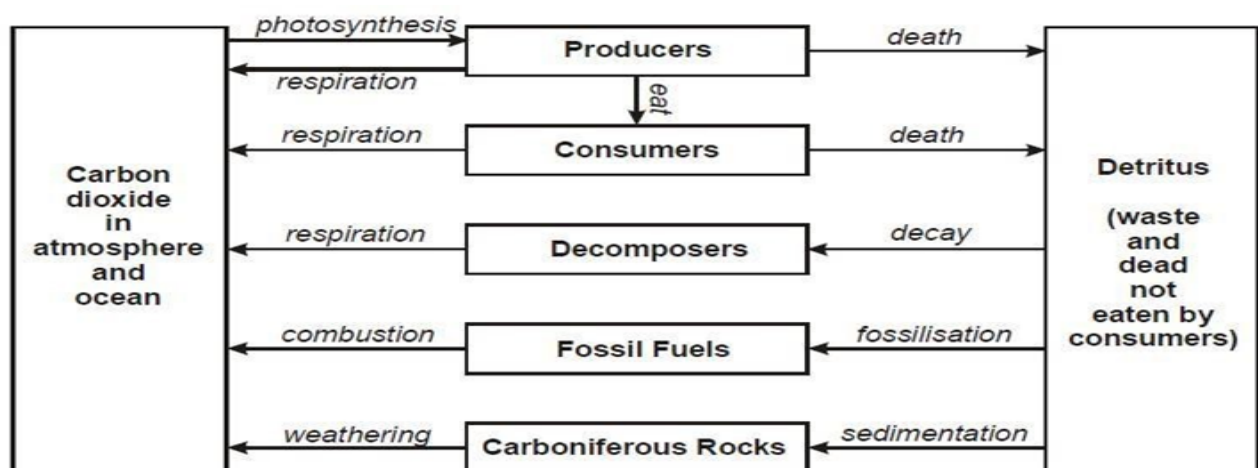 photosynthesis
Producers
death
respiration
eat
respiration
Consumers
death
Carbon
dioxide
in
atmosphere
and
ocean
Detritus
(waste
and
dead
not
eaten by
consumers)
respiration
Decomposers
decay
combustion
Fossil Fuels
fossilisation
weathering
Carboniferous Rocks
sedimentation